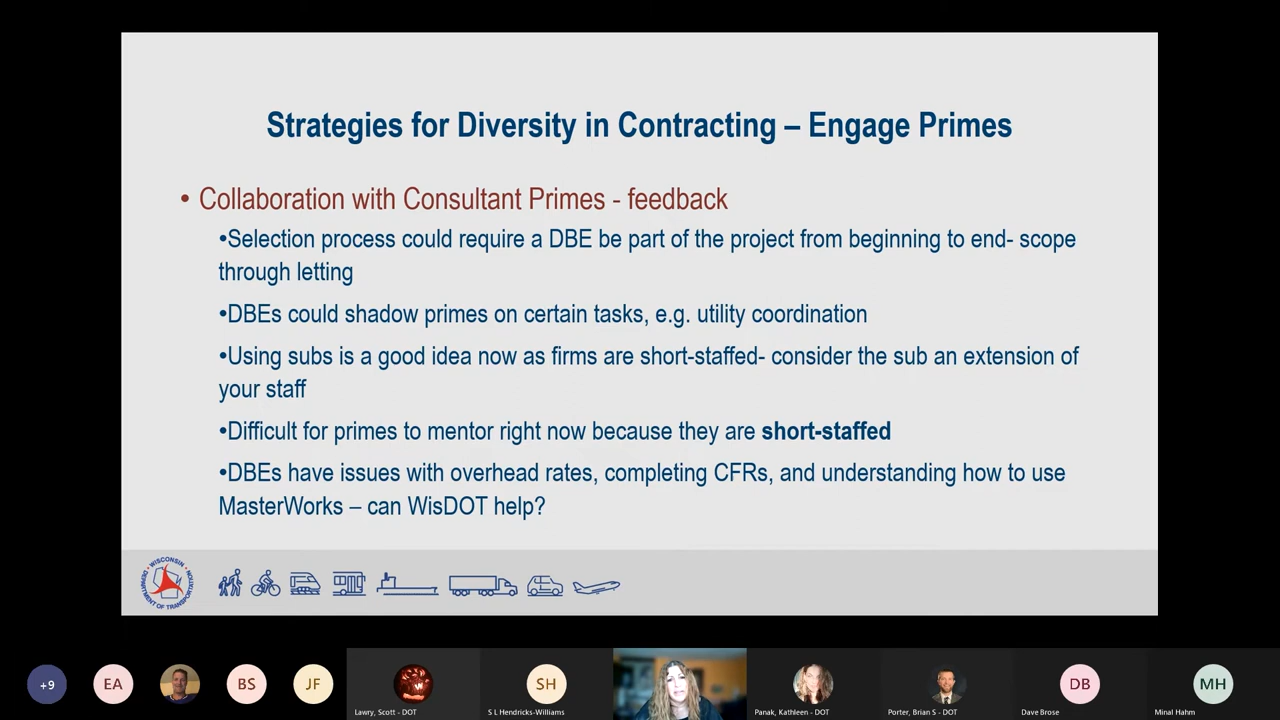 Strategies for Diversity in Contracting – Engage Primes
• Collaboration with Consultant Primes - feedback
•Selection process could require a DBE be part of the project from beginning to end- scope
through letting
•DBEs could shadow primes on certain tasks, e.g. utility coordination
•Using subs is a good idea now as firms are short-staffed- consider the sub an extension of
your staff
•Difficult for primes to mentor right now because they are short-staffed
•DBEs have issues with overhead rates, completing CFRs, and understanding how to use
MasterWorks – can WisDOT help?
WISCONSIN
DEPARTMENT OF TRANSPORTATION
+9
EA
BS
JF
SH
DB
MH
Lawry, Scott - DOT
S L Hendricks-Williams
Panak, Kathleen - DOT
Porter, Brian S - DOT
Dave Brose
Minal Hahm